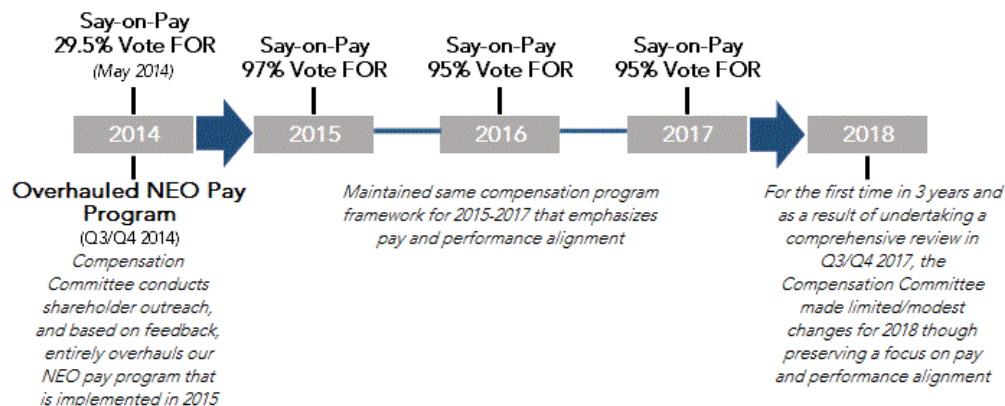 Say-on-Pay
29.5% Vote FOR
(May 2014)
Say-on-Pay
97% Vote FOR
Say-on-Pay
95% Vote FOR
Say-on-Pay
95% Vote FOR
2014
2015
2016
2017
2018
Overhauled NEO Pay
Program
(Q3/Q4 2014)
Compensation
Committee conducts
shareholder outreach,
and based on feedback,
entirely overhauls our
NEO pay program that
is implemented in 2015
Maintained same compensation program
framework for 2015-2017 that emphasizes
pay and performance alignment
For the first time in 3 years and
as a result of undertaking a
comprehensive review in
Q3/Q4 2017, the
Compensation Committee
made limited/modest
changes for 2018 though
preserving a focus on pay
and performance alignment